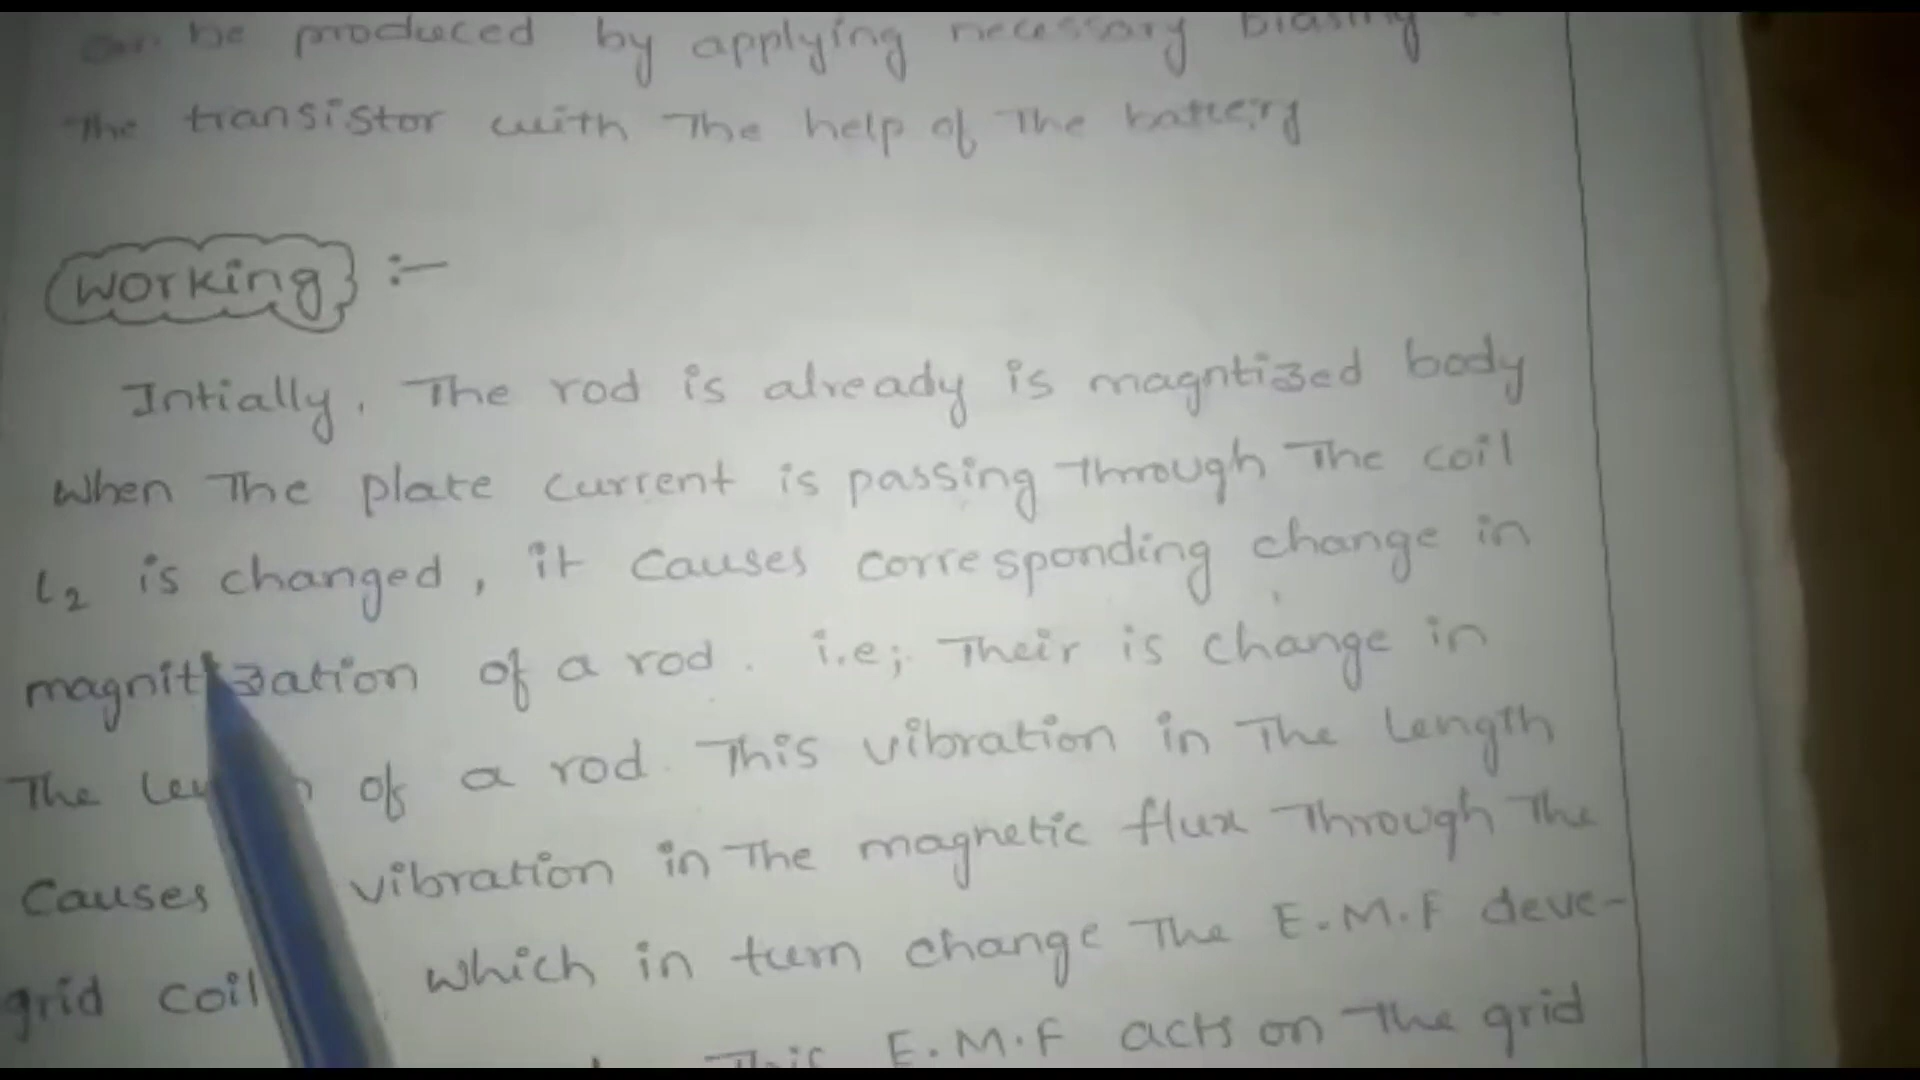 be produced by applying necessary biasing
The transistor with The help of The battery
Working :-
Intially, The rod is already is magntized body
When The plate current is passing Through The coil
L2 is changed, it causes corresponding change in
magnitization of a rod. i.e; Their is change in
The of a rod. This vibration in The Length
Causes vibration in The magnetic flux Through The
grid coil which in turn change The E.M.F deve-
This E.M.F acts on The grid